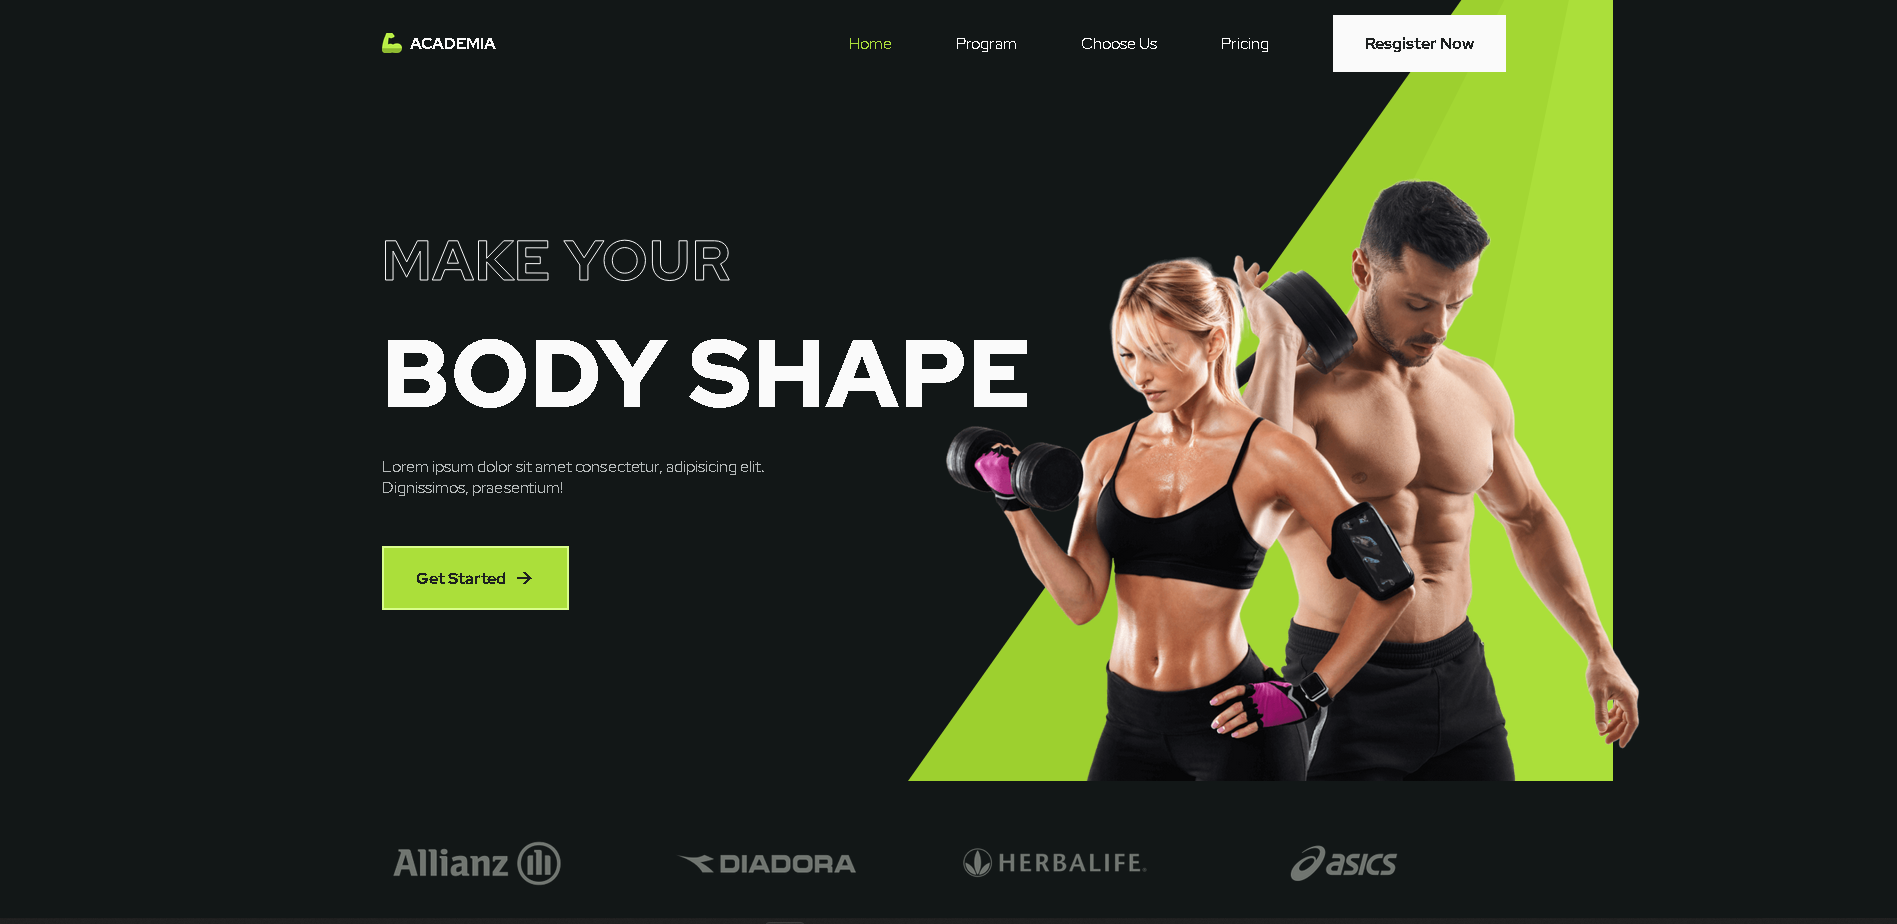 ACADEMIA
Home
Program
Choose Us
Pricing
Resgister Now
MAKE YOUR
BODY SHAPE
Lorem ipsum dolor sit amet consectetur, adipisicing elit.
Dignissimos, praesentium!
Get Started
Allianz
DIADORA
HERBALIFE
asics